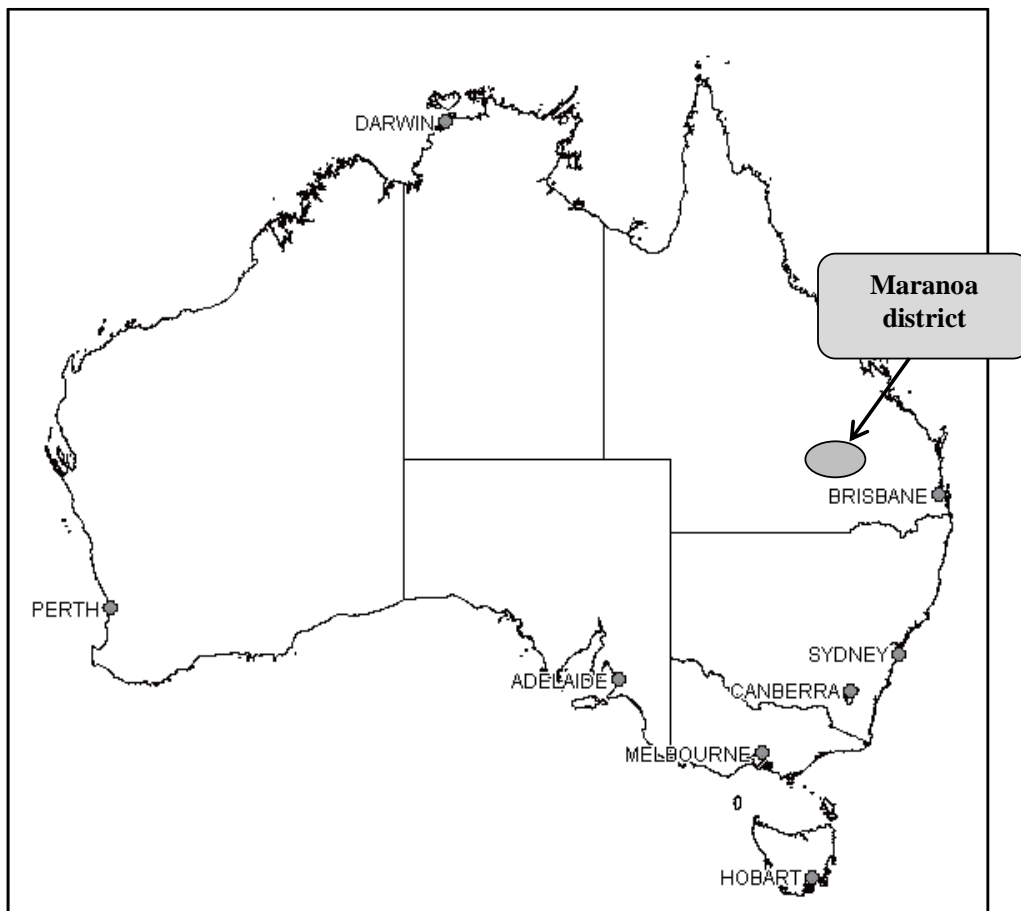 DARWIN
Maranoa
district
BRISBANE
PERTH
SYDNEY
ADELAIDE
CANBERRA
MELBOURNE
HOBART